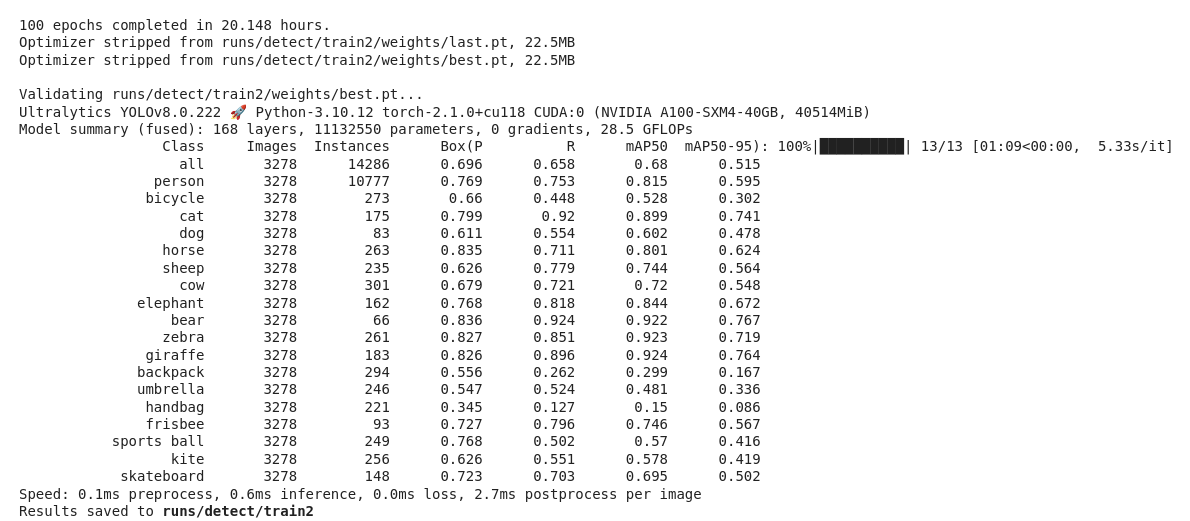 100 epochs completed in 20.148 hours.
Optimizer stripped from runs/detect/train2/weights/last.pt, 22.5MB
Optimizer stripped from runs/detect/train2/weights/best.pt, 22.5MB
Validating runs/detect/train2/weights/best.pt...
Ultralytics YOLOv8.0.222 🚀 Python-3.10.12 torch-2.1.0+cu118 CUDA:0 (NVIDIA A100-SXM4-40GB, 40514MiB)
Model summary (fused): 168 layers, 11132550 parameters, 0 gradients, 28.5 GFLOPs
Class Images Instances Box(P R mAP50 mAP50-95): 100%|██████████| 13/13 [01:09<00:00, 5.33s/it]
all 3278 14286 0.696 0.658 0.68 0.515
person 3278 10777 0.769 0.753 0.815 0.595
bicycle 3278 273 0.66 0.448 0.528 0.302
cat 3278 175 0.799 0.92 0.899 0.741
dog 3278 83 0.611 0.554 0.602 0.478
horse 3278 263 0.835 0.711 0.801 0.624
sheep 3278 235 0.626 0.779 0.744 0.564
cow 3278 301 0.679 0.721 0.72 0.548
elephant 3278 162 0.768 0.818 0.844 0.672
bear 3278 66 0.836 0.924 0.922 0.767
zebra 3278 261 0.827 0.851 0.923 0.719
giraffe 3278 183 0.826 0.896 0.924 0.764
backpack 3278 294 0.556 0.262 0.299 0.167
umbrella 3278 246 0.547 0.524 0.481 0.336
handbag 3278 221 0.345 0.127 0.15 0.086
frisbee 3278 93 0.727 0.796 0.746 0.567
sports ball 3278 249 0.768 0.502 0.57 0.416
kite 3278 256 0.626 0.551 0.578 0.419
skateboard 3278 148 0.723 0.703 0.695 0.502
Speed: 0.1ms preprocess, 0.6ms inference, 0.0ms loss, 2.7ms postprocess per image
Results saved to runs/detect/train2